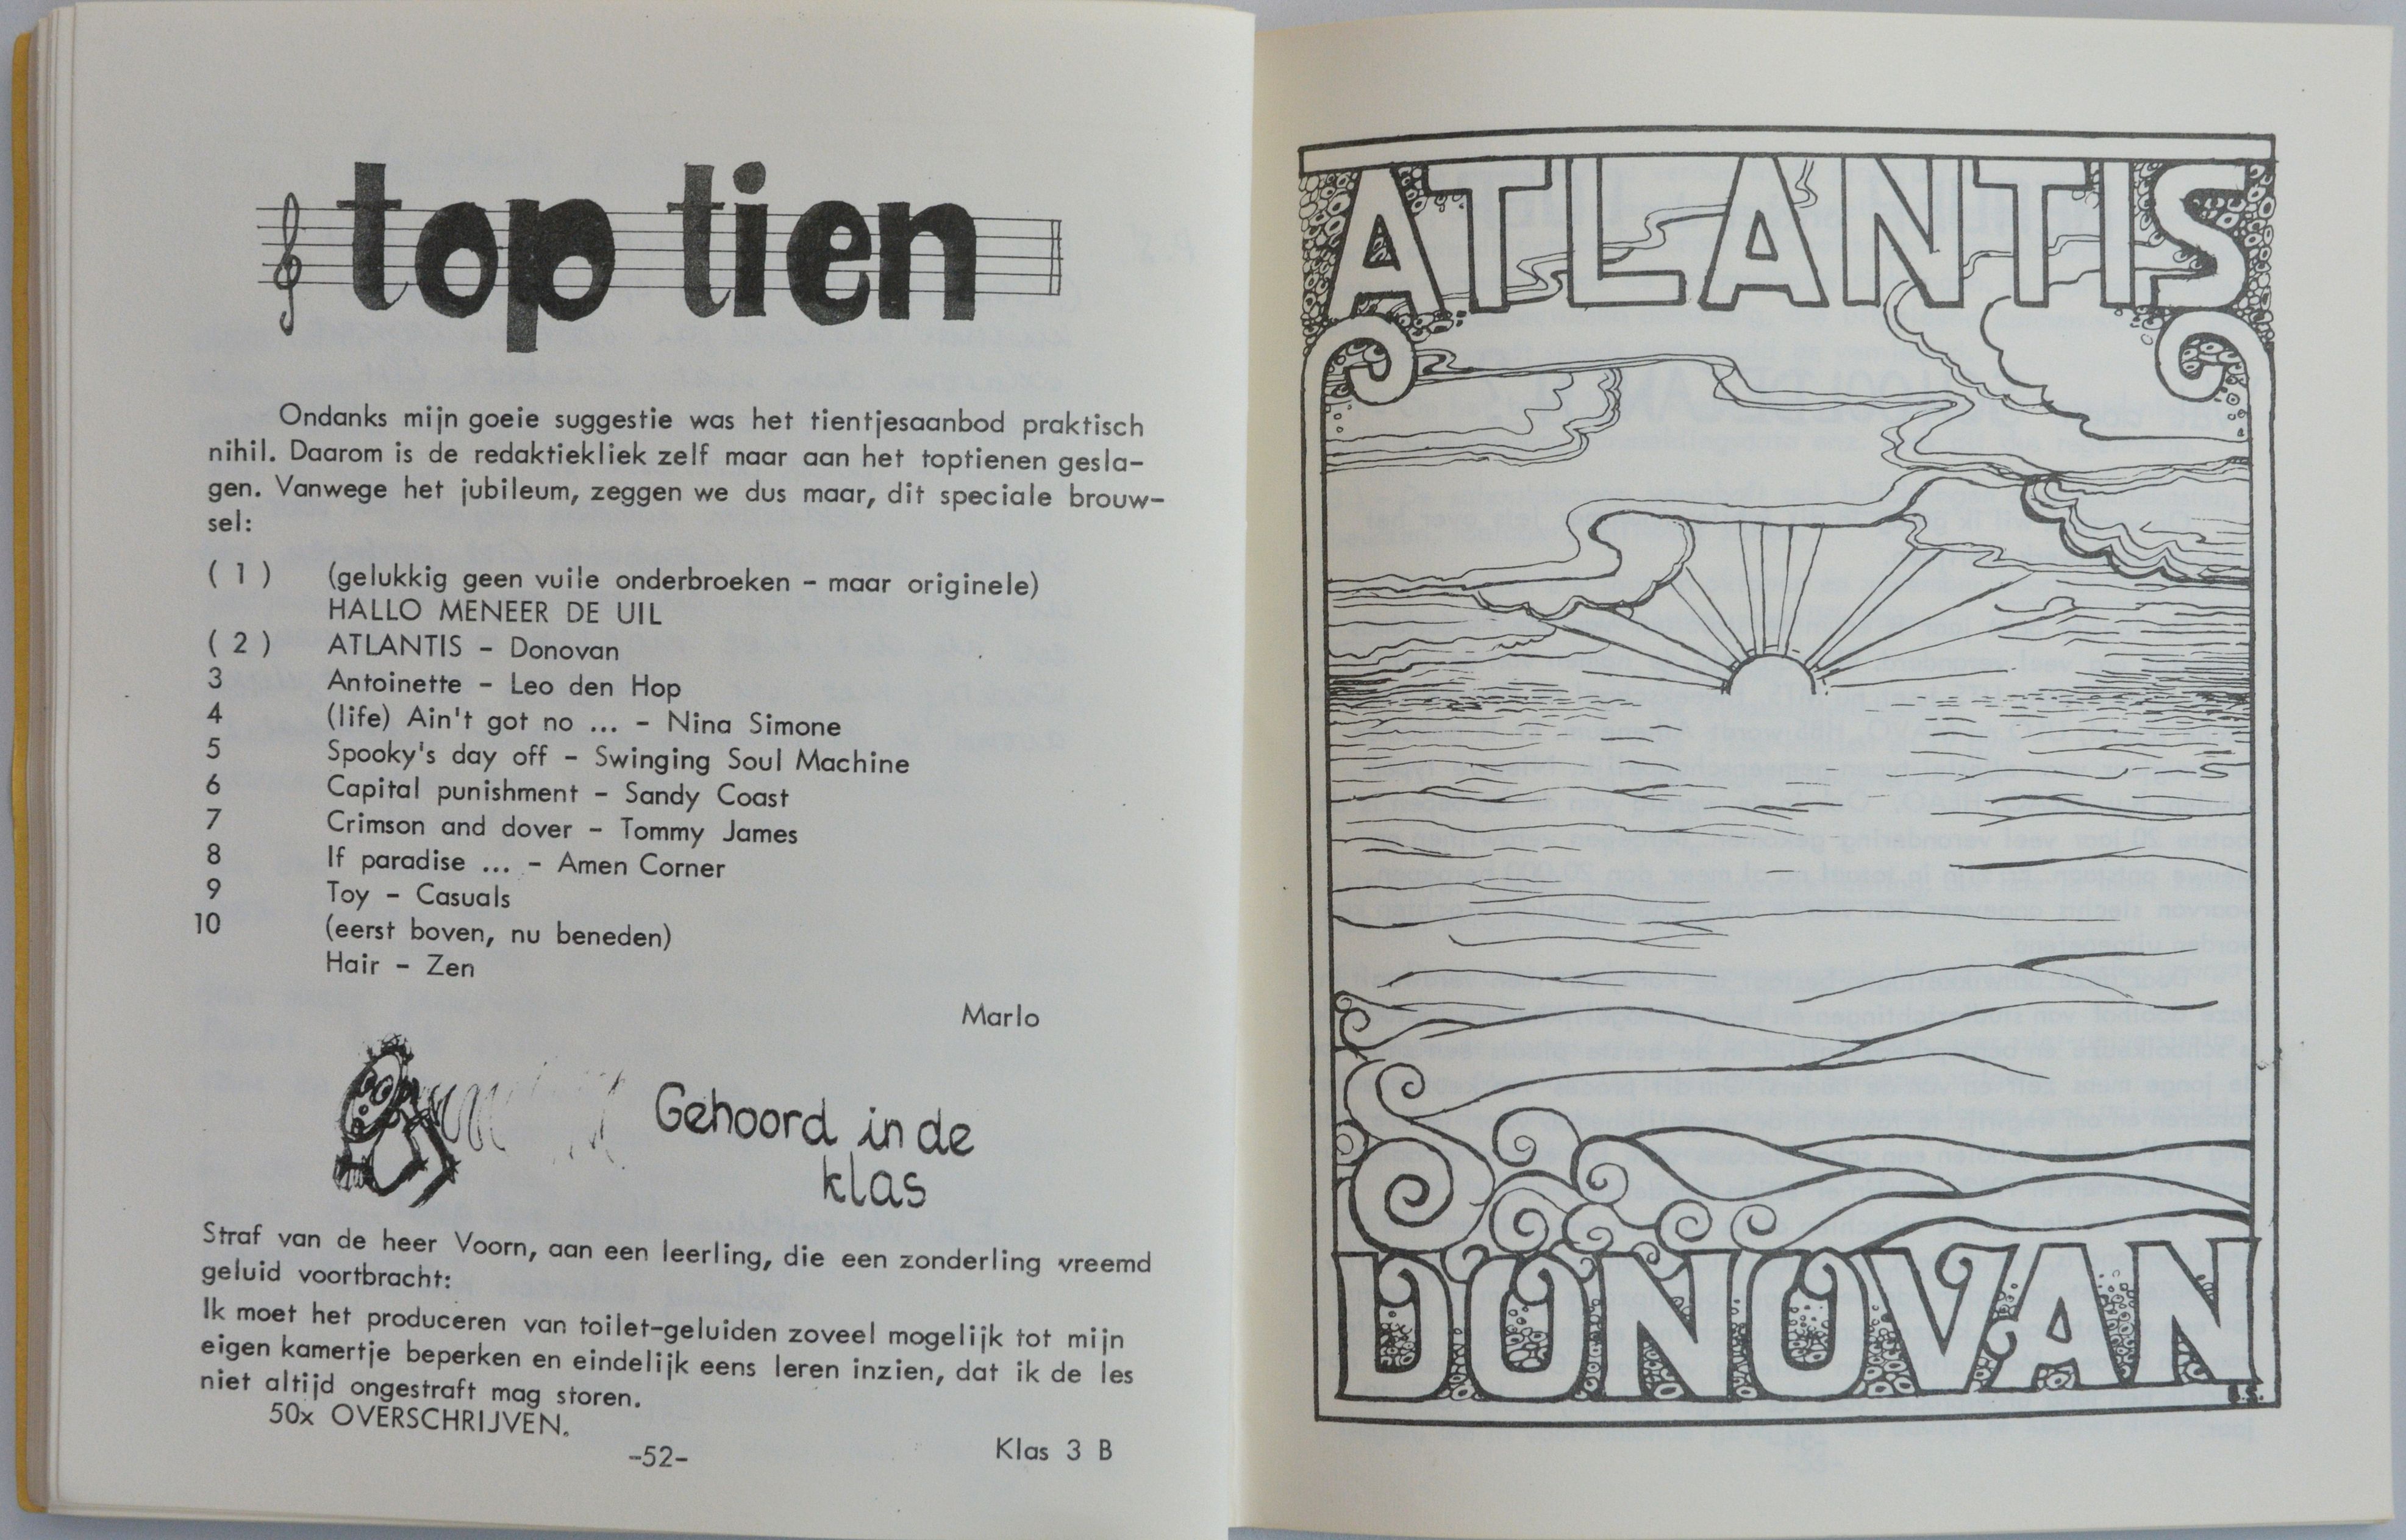 top tien
Ondanks mijn goeie suggestie was het tientjesaanbod praktisch
nihil. Daarom is de redaktiekliek zelf maar aan het toptienen gesla-
gen. Vanwege het jubileum, zeggen we dus maar, dit speciale brouw-
sel:
( 1 ) (gelukkig geen vuile onderbroeken - maar originele)
HALLO MENEER DE UIL
( 2 ) ATLANTIS - Donovan
3 Antoinette - Leo den Hop
4 (life) Ain't got no ... - Nina Simone
5 Spooky's day off - Swinging Soul Machine
6 Capital punishment - Sandy Coast
7 Crimson and dover - Tommy James
8 If paradise ... - Amen Corner
9 Toy - Casuals
10 (eerst boven, nu beneden)
Hair - Zen
Marlo
Gehoord in de
klas
Straf van de heer Voorn, aan een leerling, die een zonderling vreemd
geluid voortbracht:
Ik moet het produceren van toilet-geluiden zoveel mogelijk tot mijn
eigen kamertje beperken en eindelijk eens leren inzien, dat ik de les
niet altijd ongestraft mag storen.
50x OVERSCHRIJVEN.
-52-
Klas 3 B
ATLANTIS
DONOVAN